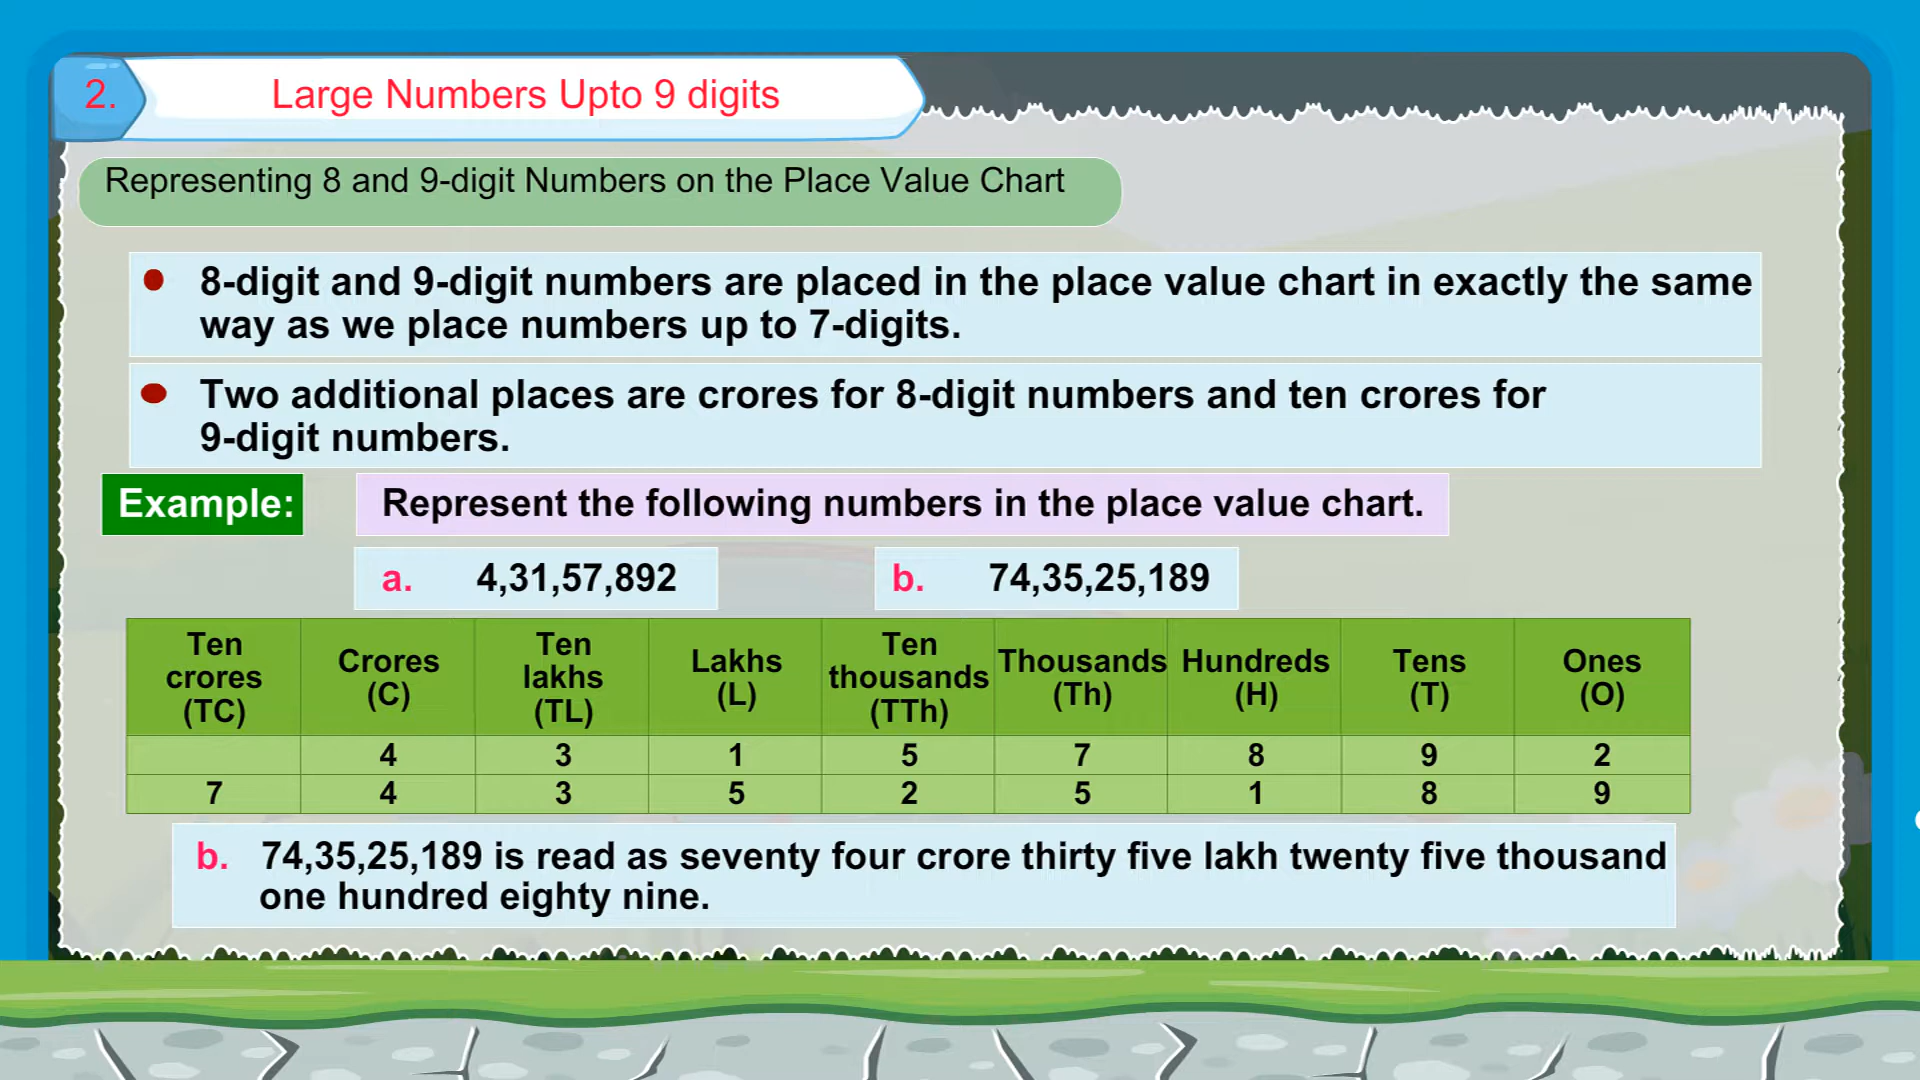 2.
Large Numbers Upto 9 digits
Representing 8 and 9-digit Numbers on the Place Value Chart
8-digit and 9-digit numbers are placed in the place value chart in exactly the same
way as we place numbers up to 7-digits.
Two additional places are crores for 8-digit numbers and ten crores for
9-digit numbers.
Example: Represent the following numbers in the place value chart.
a. 4,31,57,892 b. 74,35,25,189
Ten crores (TC) Crores (C) Ten lakhs (TL) Lakhs (L) Ten thousands (TTh) Thousands (Th) Hundreds (H) Tens (T) Ones (O)
4 3 1 5 7 8 9 2
7 4 3 5 2 5 1 8 9
b. 74,35,25,189 is read as seventy four crore thirty five lakh twenty five thousand
one hundred eighty nine.